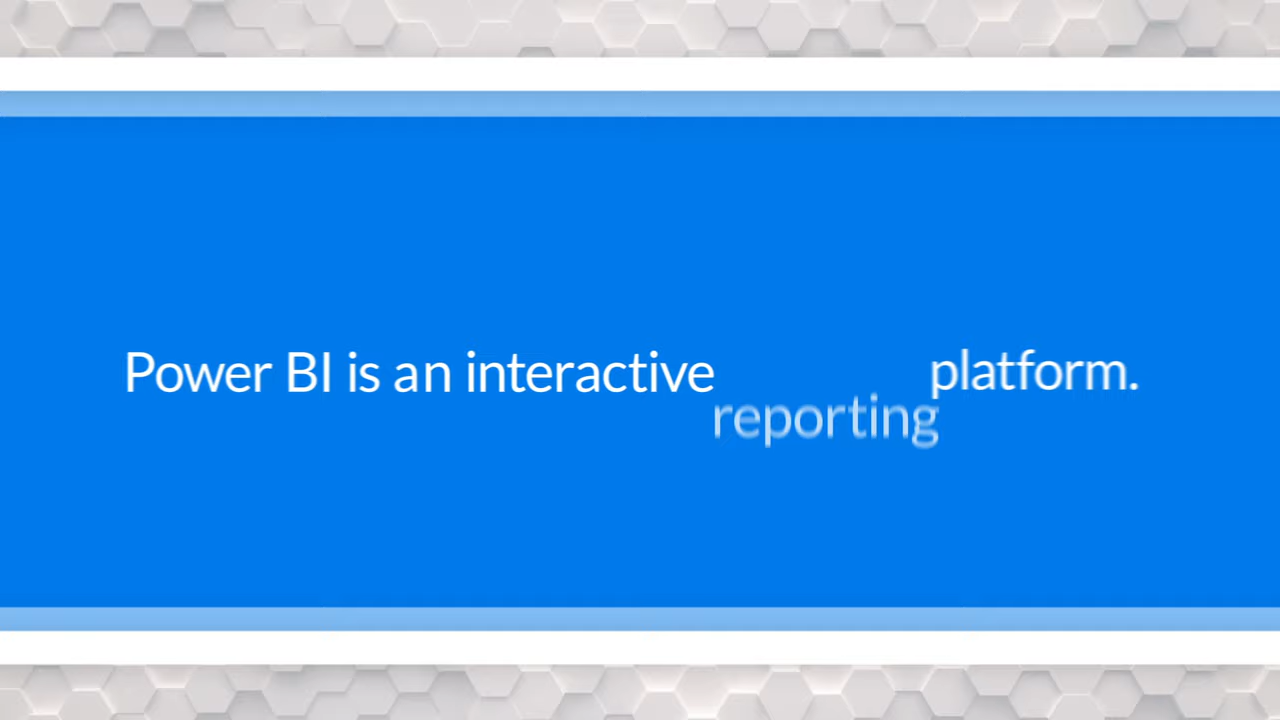 Power BI is an interactive reporting platform.